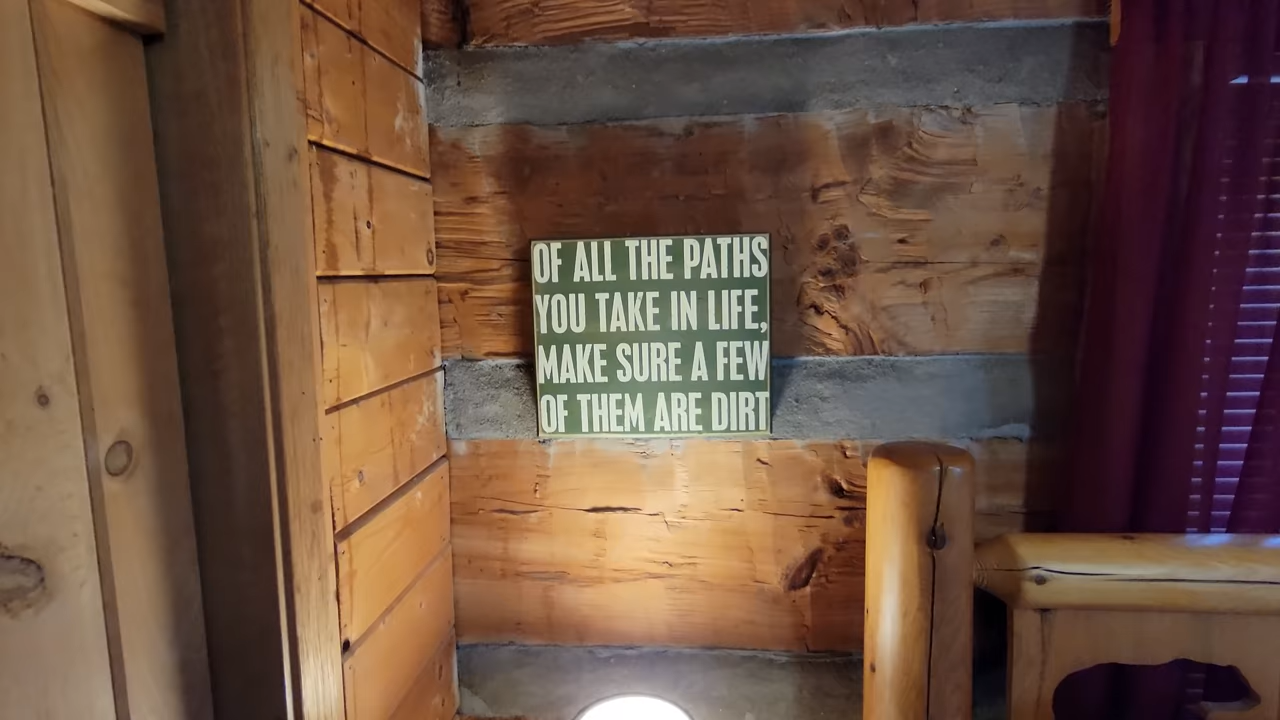 OF ALL THE PATHS
YOU TAKE IN LIFE,
MAKE SURE A FEW
OF THEM ARE DIRT